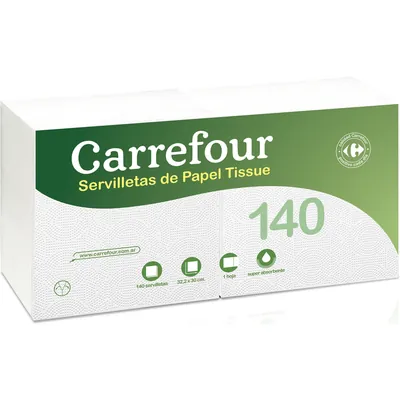 Carrefour
Servilletas de Papel Tissue
140
www.carrefour.com.ar
140 servilletas
32,3 x 30 cm.
1 hoja
super absorbente